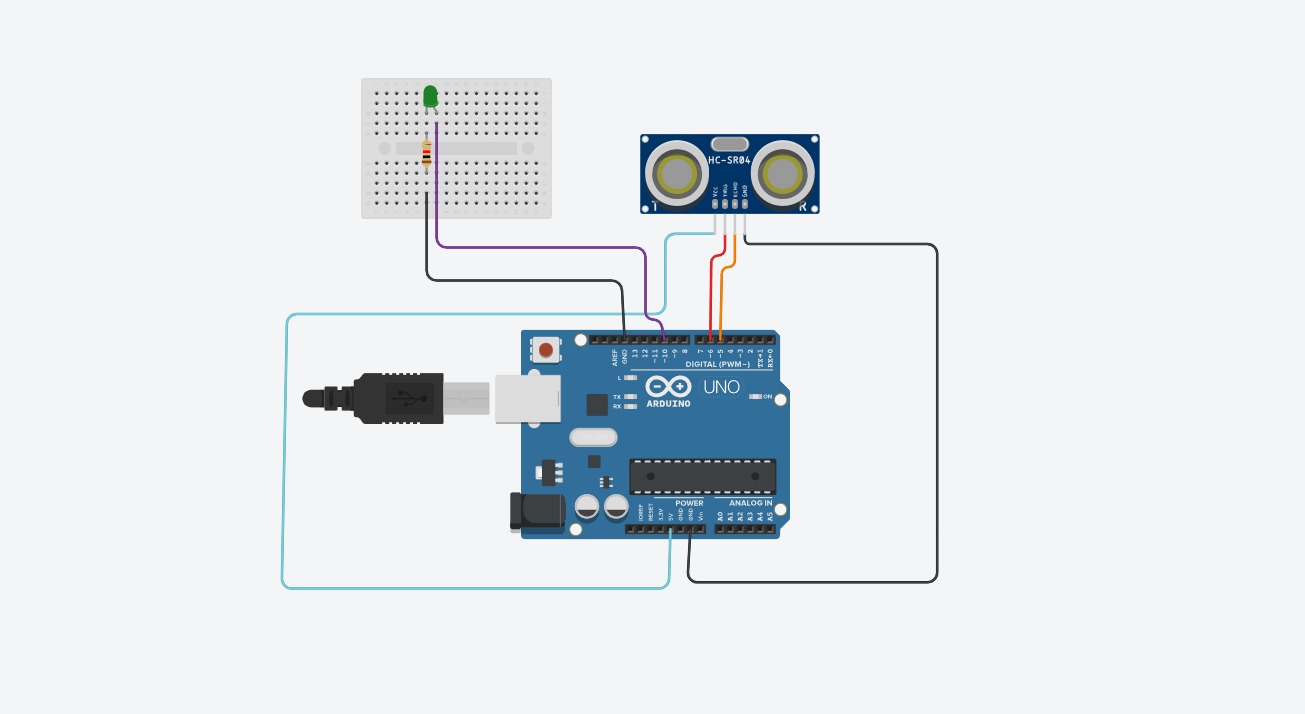 HC-SR04
VCC
TRIG
ECHO
GND
T
R
AREF
GND
13
12
~11
~10
~9
8
7
~6
~5
4
~3
2
TX→1
RX←0
DIGITAL (PWM~)
L
TX
RX
ARDUINO
UNO
ON
POWER
ANALOG IN
IOREF
RESET
3.3V
5V
GND
GND
Vin
A0
A1
A2
A3
A4
A5